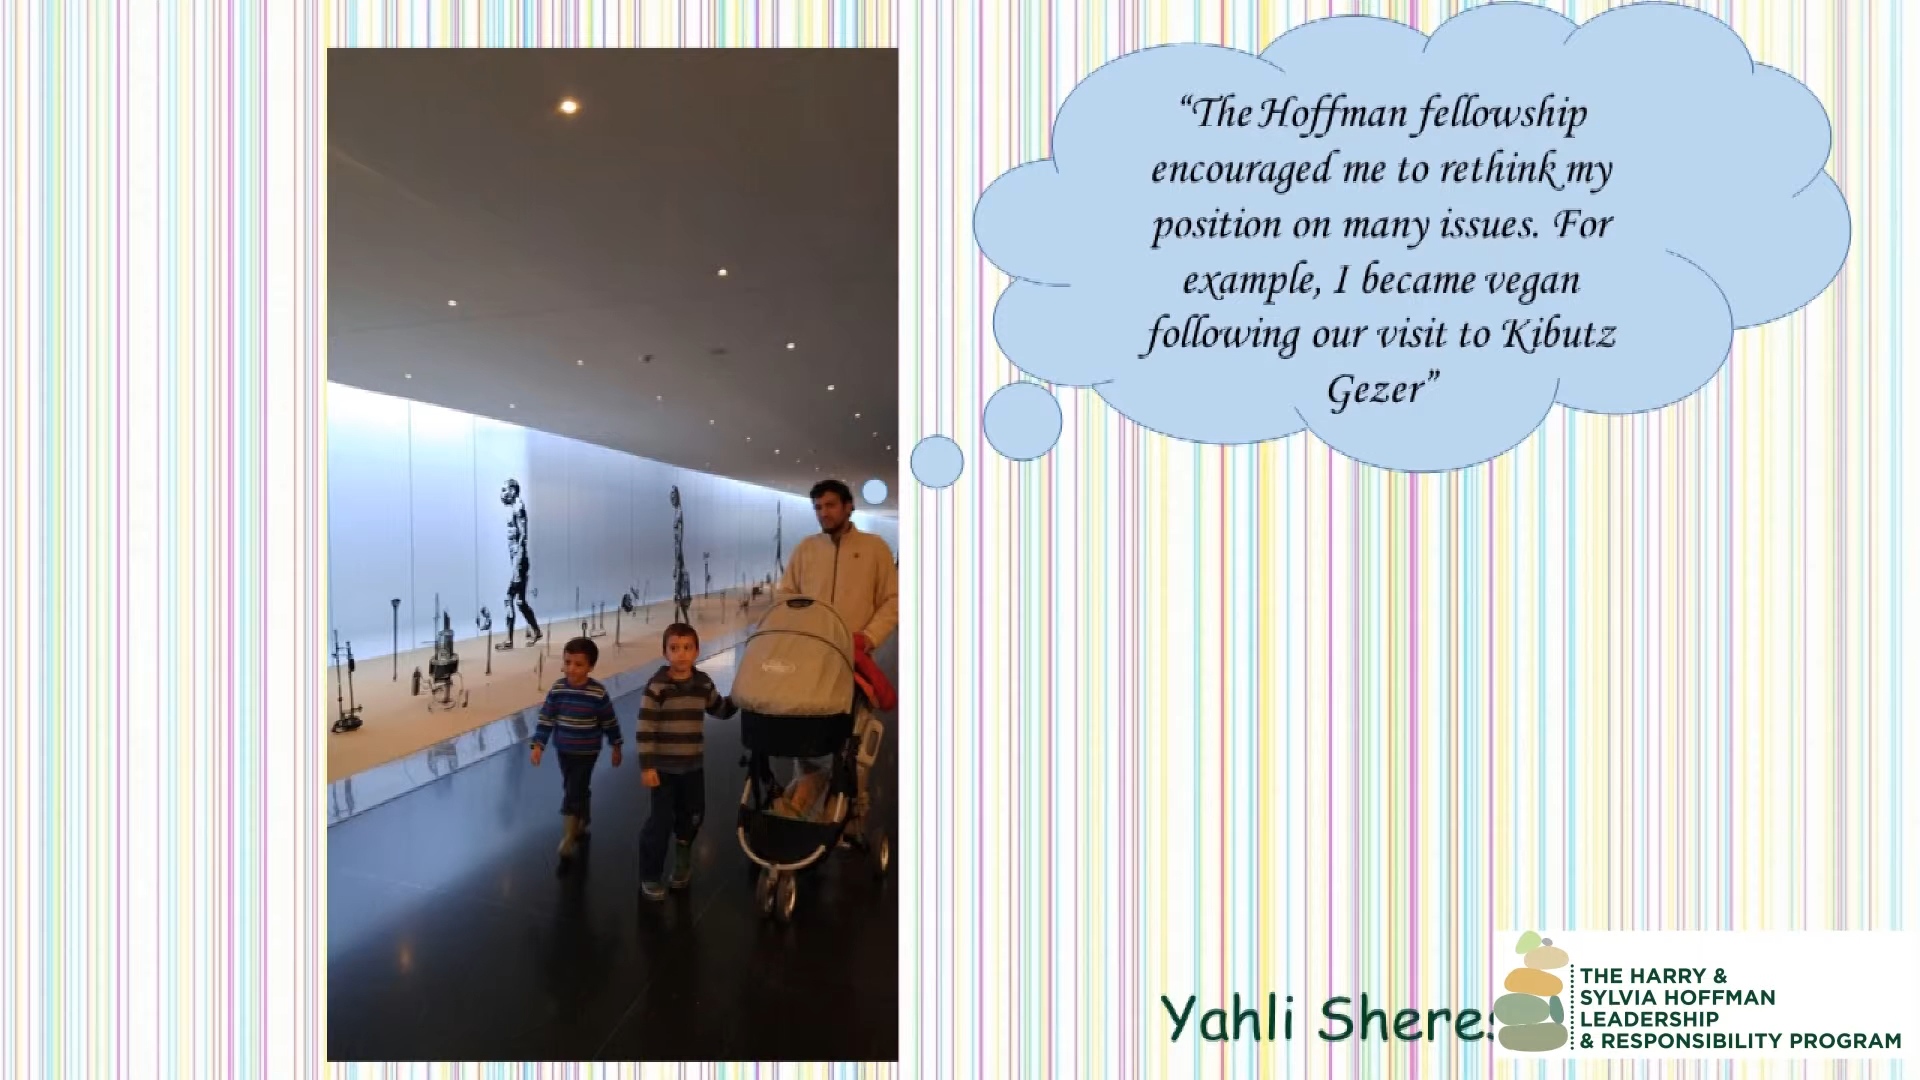 “The Hoffman fellowship
encouraged me to rethink my
position on many issues. For
example, I became vegan
following our visit to Kibutz
Gezer”
Yahli
THE HARRY &
SYLVIA HOFFMAN
LEADERSHIP
& RESPONSIBILITY PROGRAM